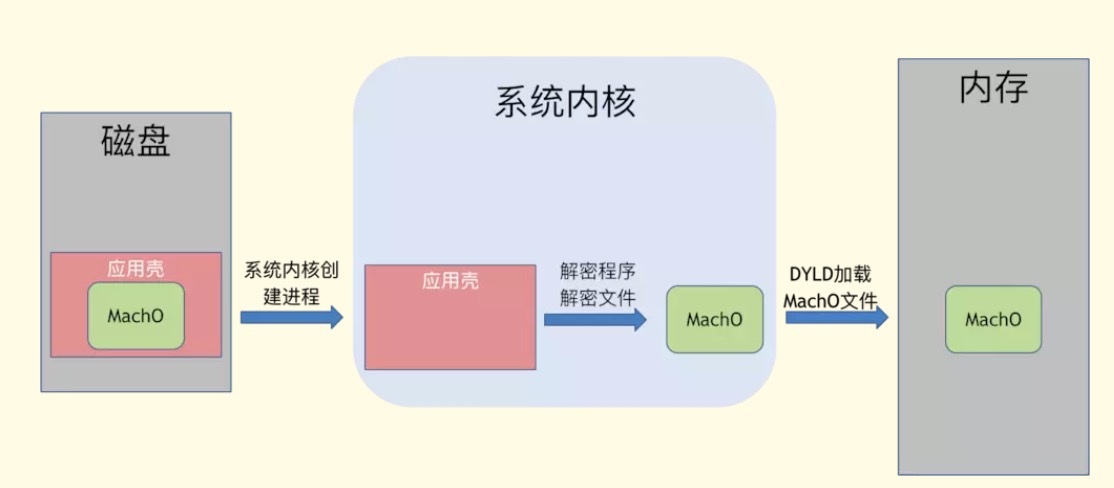 磁盘
应用壳
MachO
系统内核创
建进程
系统内核
应用壳
解密程序
解密文件
MachO
DYLD加载
MachO文件
内存
MachO